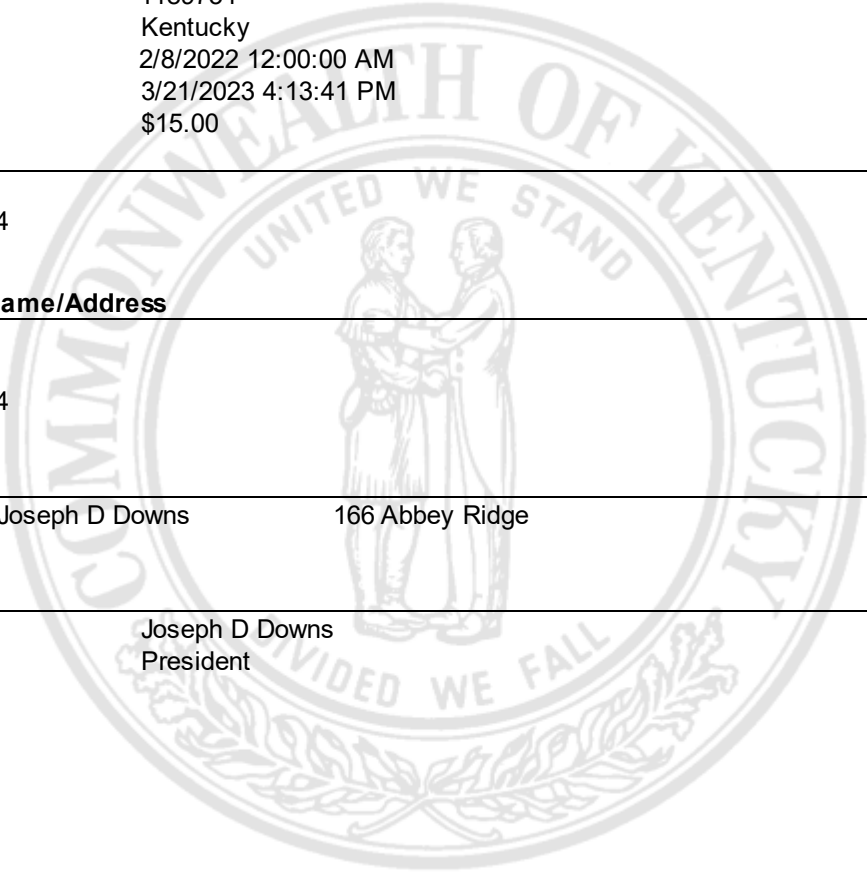 Kentucky
2/8/2022 12:00:00 AM
3/21/2023 4:13:41 PM
$15.00
4
ame/Address
4
Joseph D Downs 166 Abbey Ridge
Joseph D Downs
President
COMMONWEALTH OF KENTUCKY
UNITED WE STAND
DIVIDED WE FALL